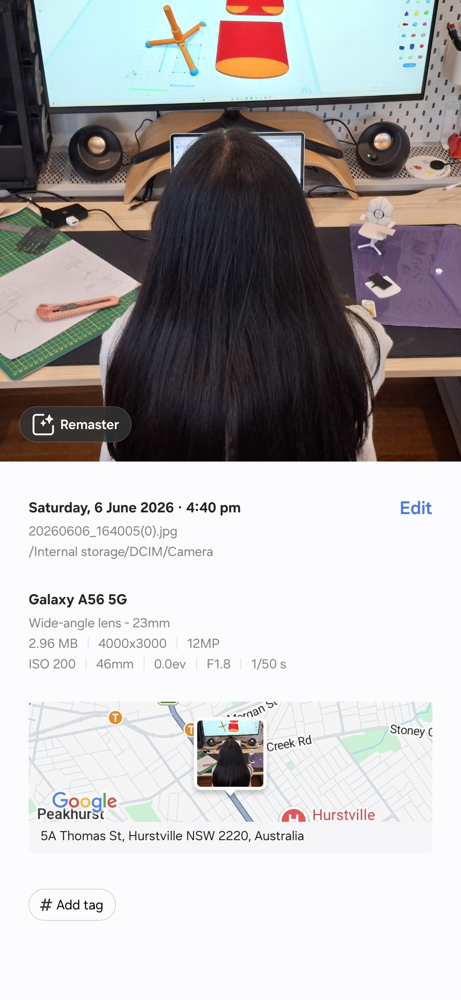 creative
Remaster
Saturday, 6 June 2026 · 4:40 pm
Edit
20260606_164005(0).jpg
/Internal storage/DCIM/Camera
Galaxy A56 5G
Wide-angle lens - 23mm
2.96 MB
4000x3000
12MP
ISO 200
46mm
0.0ev
F1.8
1/50 s
T
T
Morgan St
Creek Rd
Stoney C
Google
Peakhurst
H
Hurstville
5A Thomas St, Hurstville NSW 2220, Australia
# Add tag